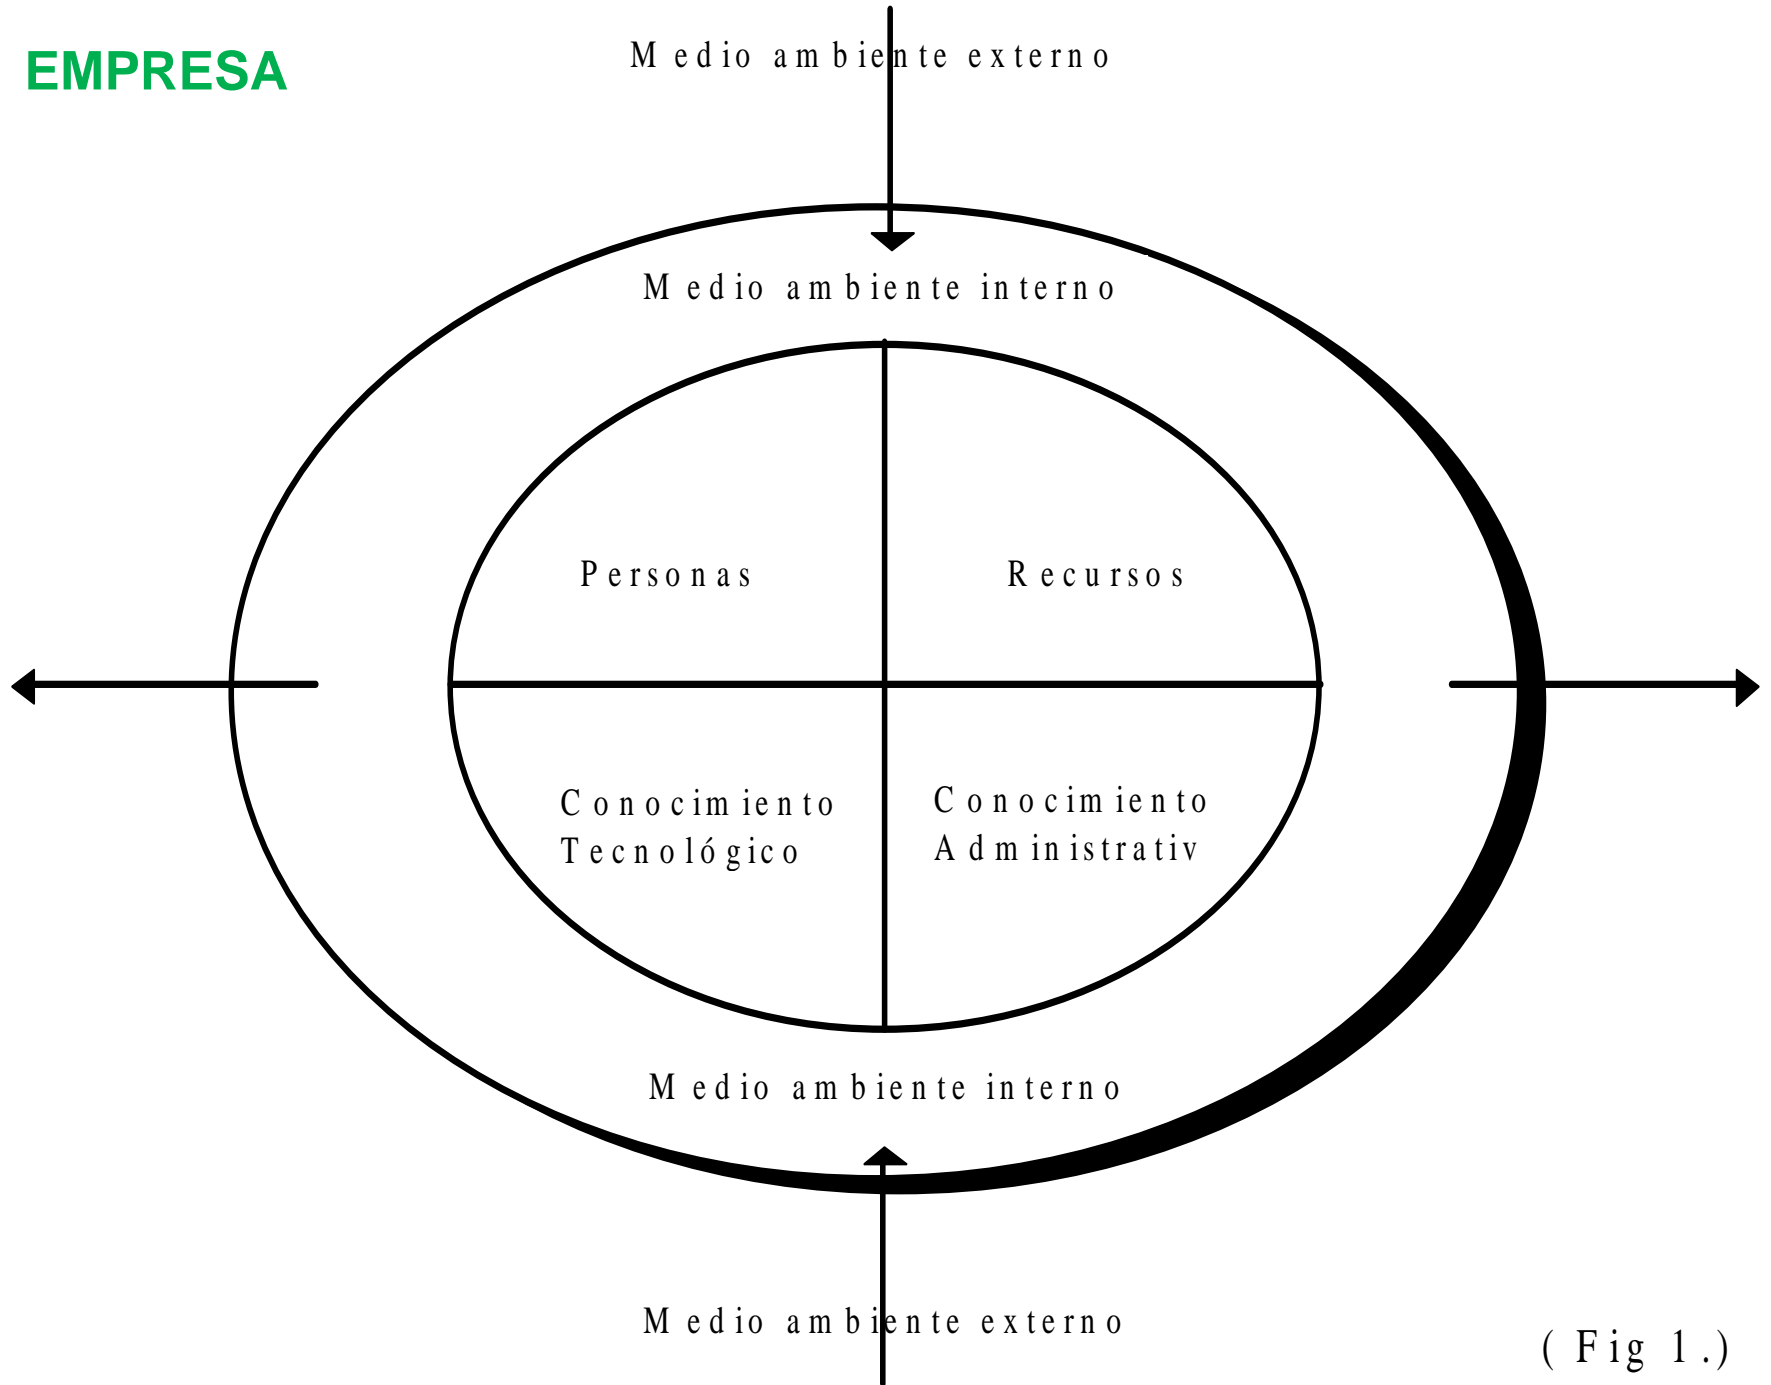 EMPRESA
Medio ambiente externo
Medio ambiente interno
Personas
Recursos
Conocimiento
Tecnológico
Conocimiento
Administrativ
Medio ambiente interno
Medio ambiente externo
( Fig 1.)